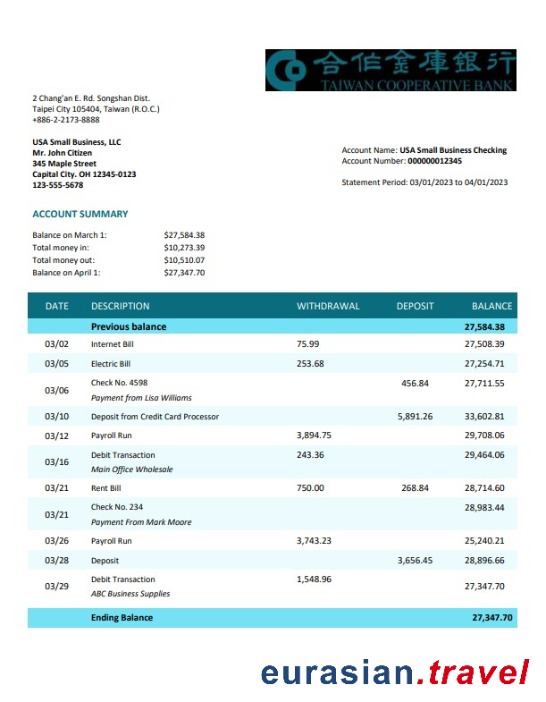 合作金庫銀行
TAIWAN COOPERATIVE BANK
2 Chang'an E. Rd. Songshan Dist.
Taipei City 105404, Taiwan (R.O.C.)
+886-2-2173-8888
USA Small Business, LLC
Mr. John Citizen
345 Maple Street
Capital City. OH 12345-0123
123-555-5678
Account Name: USA Small Business Checking
Account Number: 000000012345
Statement Period: 03/01/2023 to 04/01/2023
ACCOUNT SUMMARY
Balance on March 1: $27,584.38
Total money in: $10,273.39
Total money out: $10,510.07
Balance on April 1: $27,347.70
DATE DESCRIPTION WITHDRAWAL DEPOSIT BALANCE
Previous balance 27,584.38
03/02 Internet Bill 75.99 27,508.39
03/05 Electric Bill 253.68 27,254.71
03/06 Check No. 4598 456.84 27,711.55
Payment from Lisa Williams
03/10 Deposit from Credit Card Processor 5,891.26 33,602.81
03/12 Payroll Run 3,894.75 29,708.06
03/16 Debit Transaction 243.36 29,464.06
Main Office Wholesale
03/21 Rent Bill 750.00 268.84 28,714.60
03/21 Check No. 234 28,983.44
Payment From Mark Moore
03/26 Payroll Run 3,743.23 25,240.21
03/28 Deposit 3,656.45 28,896.66
03/29 Debit Transaction 1,548.96 27,347.70
ABC Business Supplies
Ending Balance 27,347.70
eurasian.travel